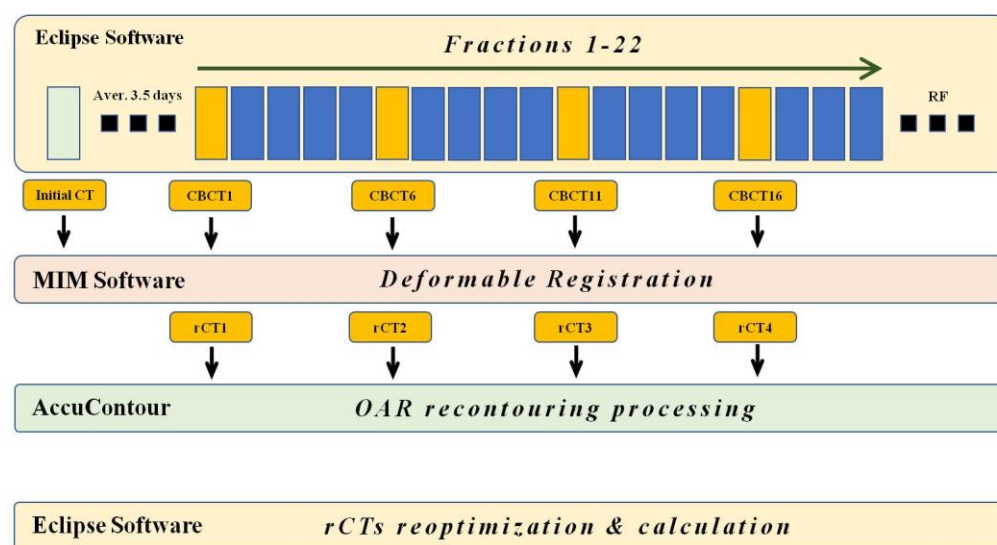 Eclipse Software
Fractions 1-22
Aver. 3.5 days
RF
Initial CT
CBCT1
CBCT6
CBCT11
CBCT16
MIM Software
Deformable Registration
rCT1
rCT2
rCT3
rCT4
AccuContour
OAR recontouring processing
Eclipse Software
rCTs reoptimization & calculation